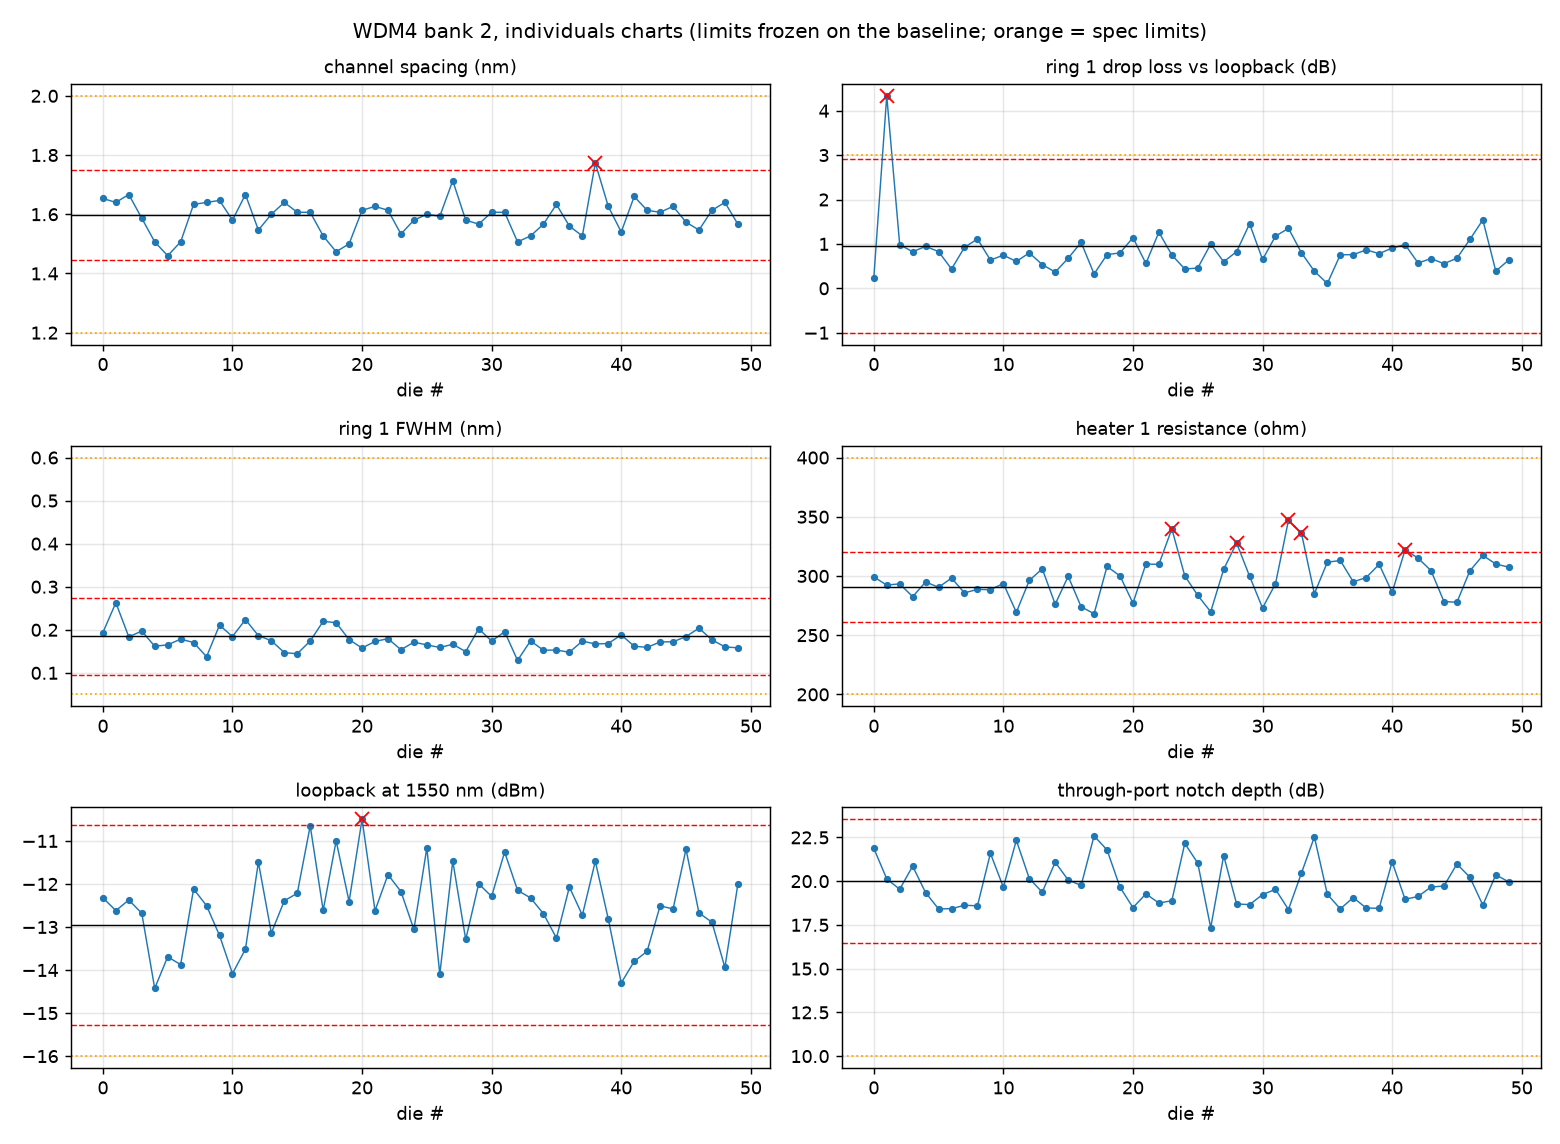 WDM4 bank 2, individuals charts (limits frozen on the baseline; orange = spec limits)
channel spacing (nm)
2.0
1.8
1.6
1.4
1.2
0 10 20 30 40 50
die #
ring 1 drop loss vs loopback (dB)
4
3
2
1
0
−1
0 10 20 30 40 50
die #
ring 1 FWHM (nm)
0.6
0.5
0.4
0.3
0.2
0.1
0 10 20 30 40 50
die #
heater 1 resistance (ohm)
400
350
300
250
200
0 10 20 30 40 50
die #
loopback at 1550 nm (dBm)
−11
−12
−13
−14
−15
−16
0 10 20 30 40 50
die #
through-port notch depth (dB)
22.5
20.0
17.5
15.0
12.5
10.0
0 10 20 30 40 50
die #